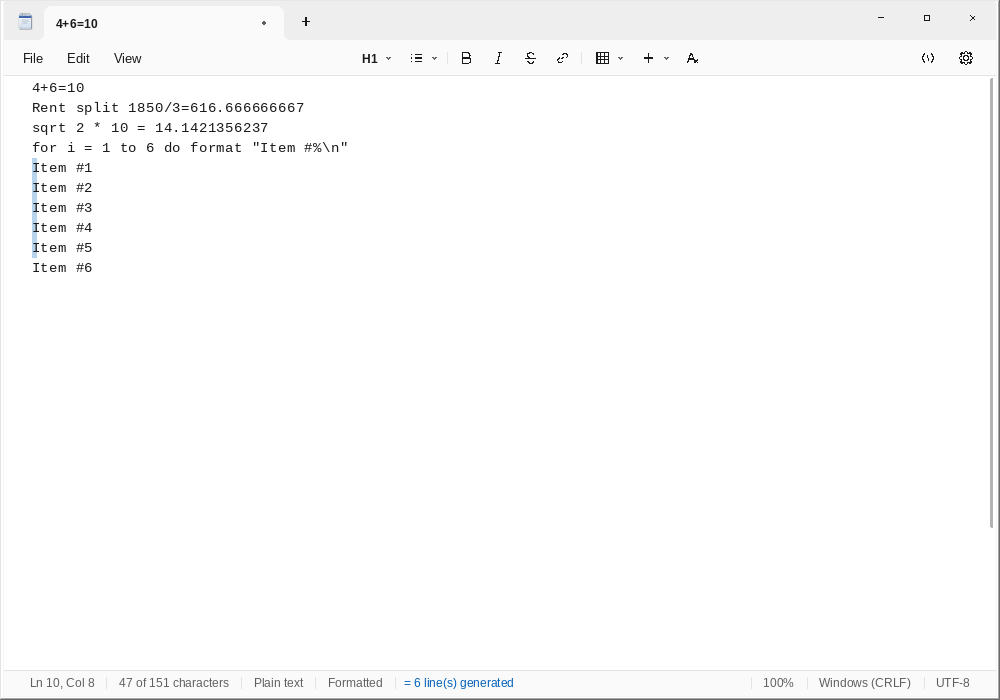 4+6=10
File Edit View H1
4+6=10
Rent split 1850/3=616.666666667
sqrt 2 * 10 = 14.1421356237
for i = 1 to 6 do format "Item #%\n"
Item #1
Item #2
Item #3
Item #4
Item #5
Item #6
Ln 10, Col 8 47 of 151 characters Plain text Formatted = 6 line(s) generated 100% Windows (CRLF) UTF-8